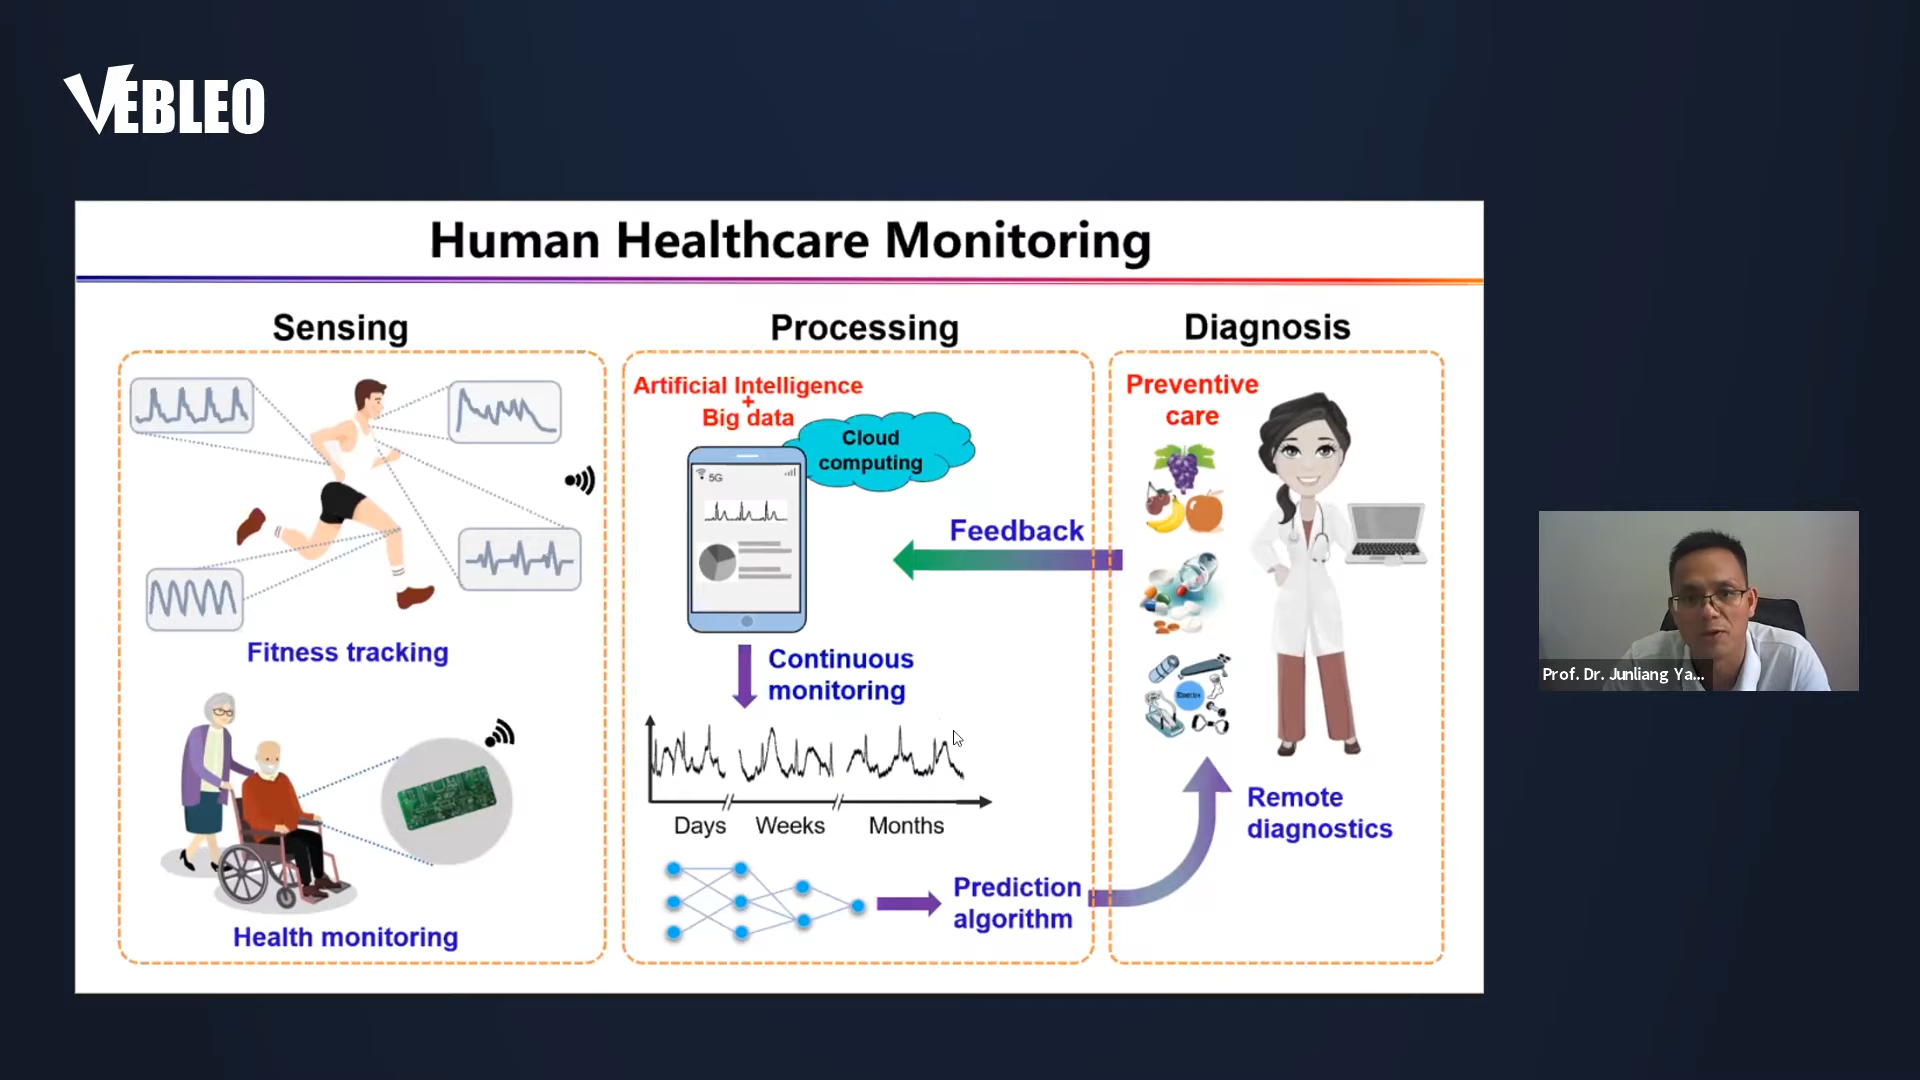 VEBLEO
Human Healthcare Monitoring
Sensing
Fitness tracking
Health monitoring
Processing
Artificial Intelligence
+
Big data
Cloud
computing
5G
Feedback
Continuous
monitoring
Days Weeks Months
Prediction
algorithm
Diagnosis
Preventive
care
Remote
diagnostics
Prof. Dr. Junliang Ya...